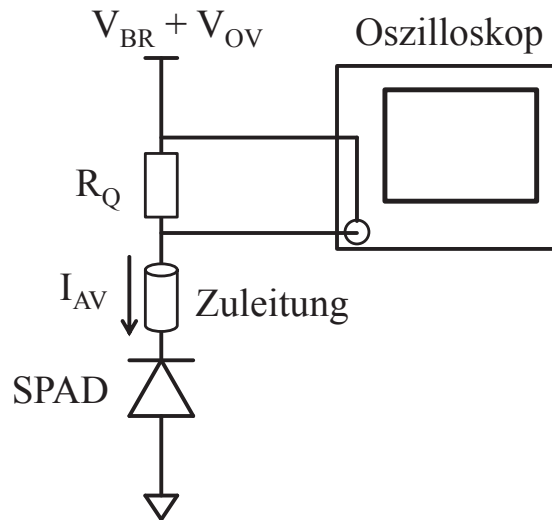 V_BR + V_OV
Oszilloskop
R_Q
I_AV
Zuleitung
SPAD